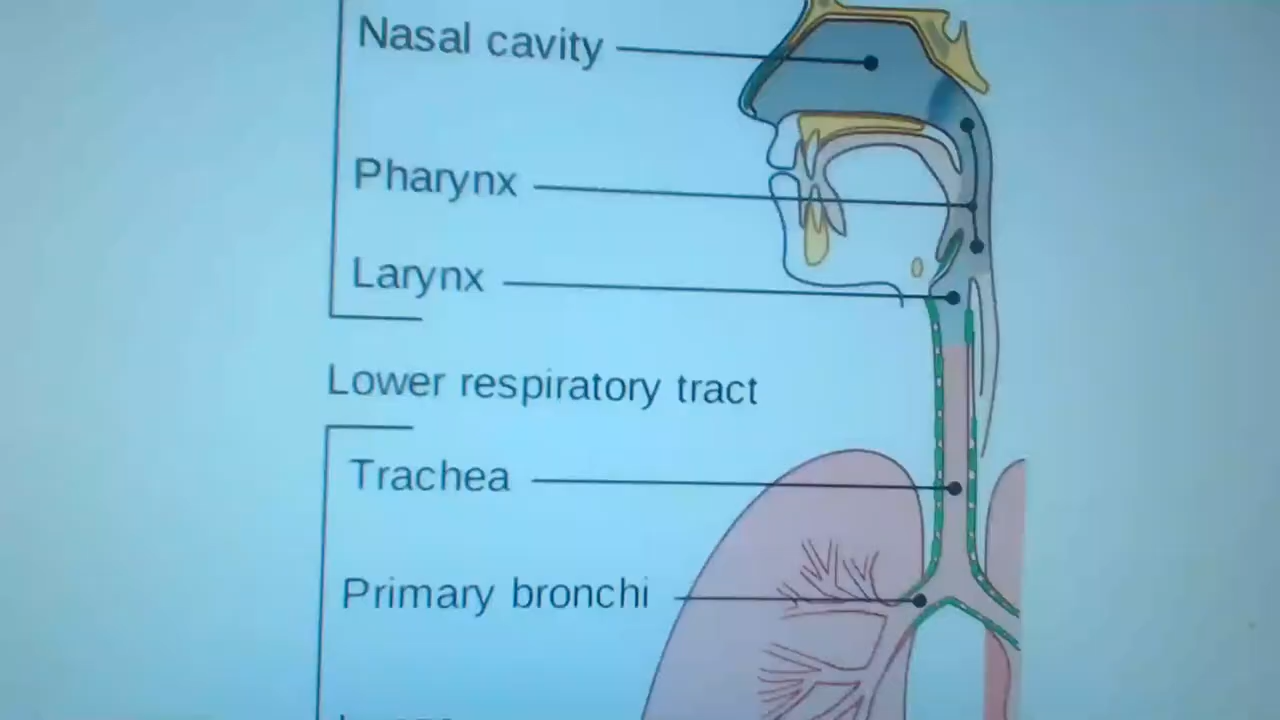 Nasal cavity
Pharynx
Larynx
Lower respiratory tract
Trachea
Primary bronchi